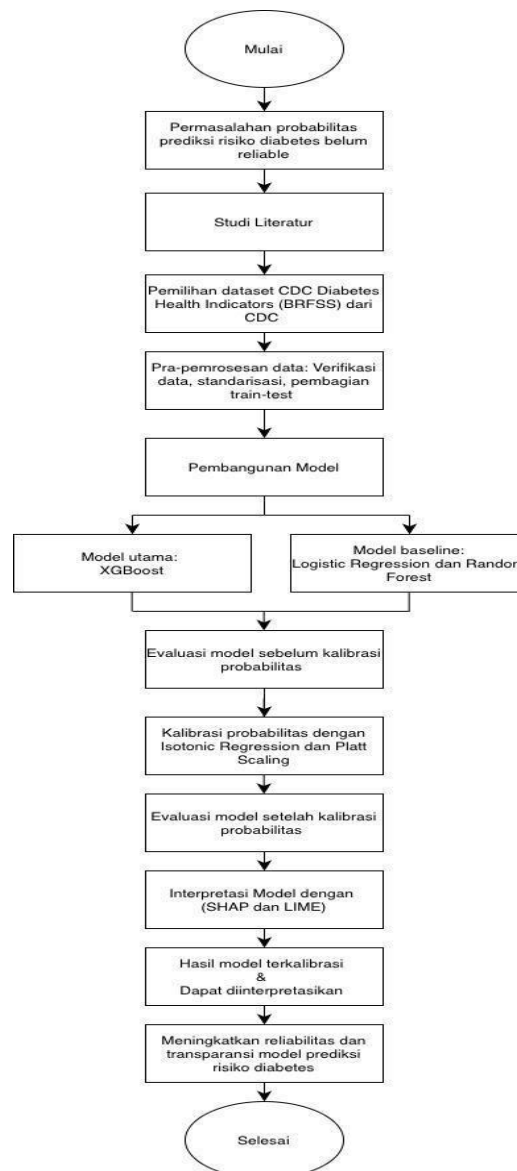 Mulai
Permasalahan probabilitas
prediksi risiko diabetes belum
reliable
Studi Literatur
Pemilihan dataset CDC Diabetes
Health Indicators (BRFSS) dari
CDC
Pra-pemrosesan data: Verifikasi
data, standarisasi, pembagian
train-test
Pembangunan Model
Model utama:
XGBoost
Model baseline:
Logistic Regression dan Random
Forest
Evaluasi model sebelum kalibrasi
probabilitas
Kalibrasi probabilitas dengan
Isotonic Regression dan Platt
Scaling
Evaluasi model setelah kalibrasi
probabilitas
Interpretasi Model dengan
(SHAP dan LIME)
Hasil model terkalibrasi
&
Dapat diinterpretasikan
Meningkatkan reliabilitas dan
transparansi model prediksi
risiko diabetes
Selesai